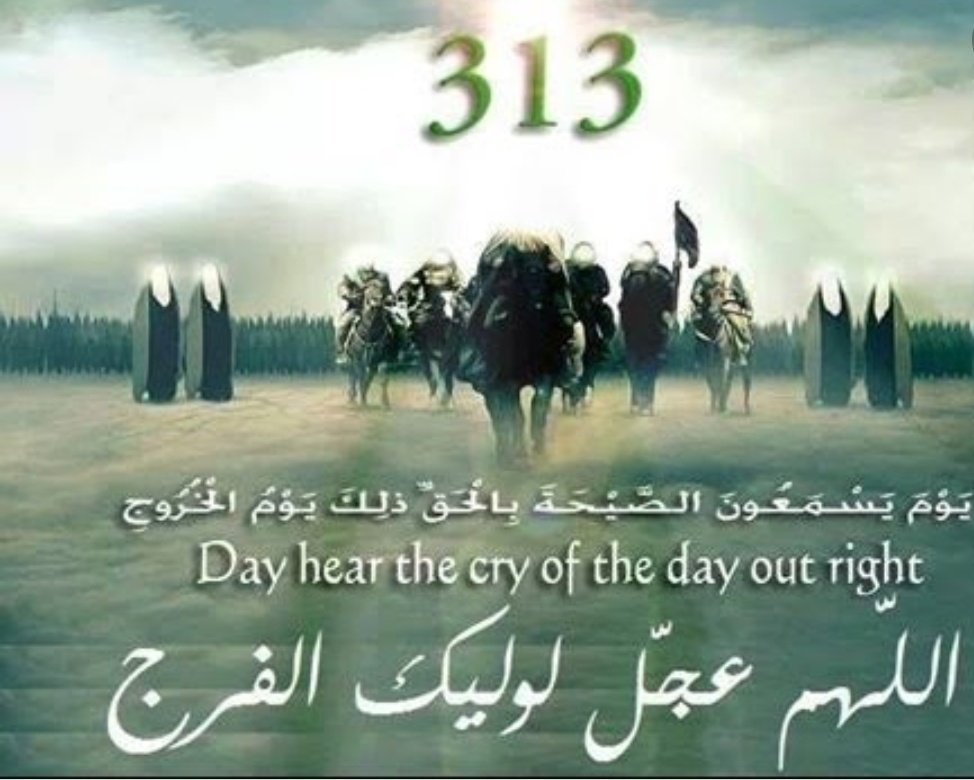 313
يَوْمَ يَسْمَعُونَ الصَّيْحَةَ بِالْحَقِّ ذلِكَ يَوْمُ الْخُرُوجِ
Day hear the cry of the day out right
اللّهم عجّل لوليك الفرج